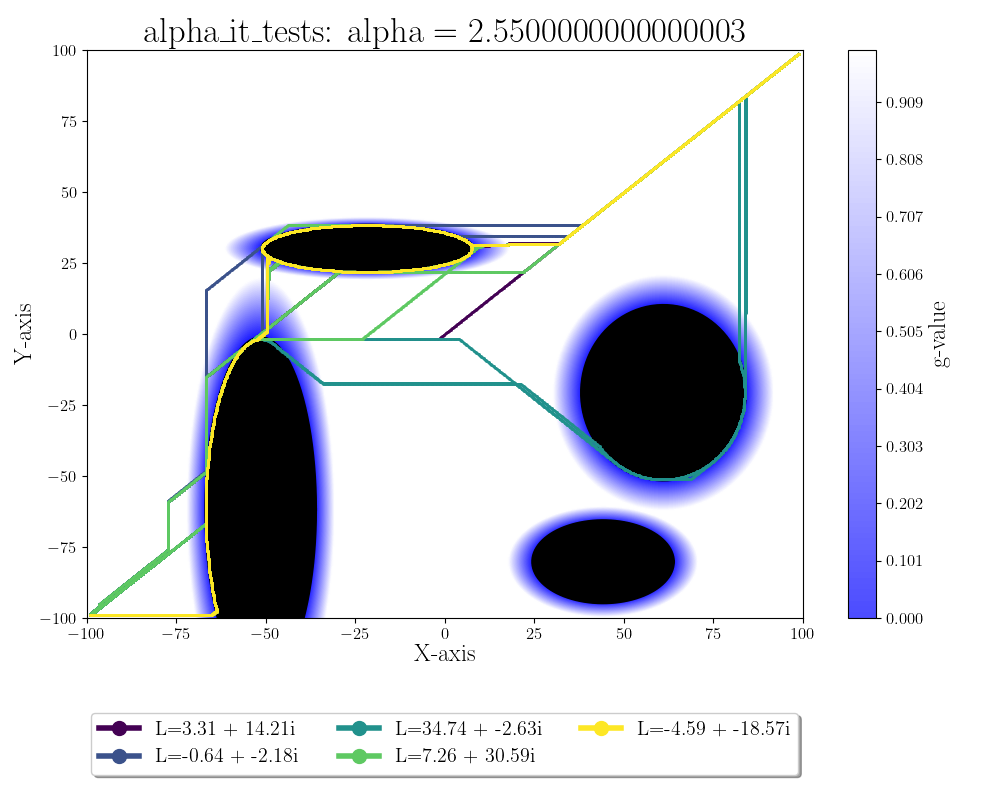 alpha_it_tests: alpha = 2.5500000000000003
100
75
50
25
0
−25
−50
−75
−100
Y-axis
−100 −75 −50 −25 0 25 50 75 100
X-axis
0.909
0.808
0.707
0.606
0.505
0.404
0.303
0.202
0.101
0.000
g-value
L=3.31 + 14.21i L=34.74 + -2.63i L=-4.59 + -18.57i
L=-0.64 + -2.18i L=7.26 + 30.59i